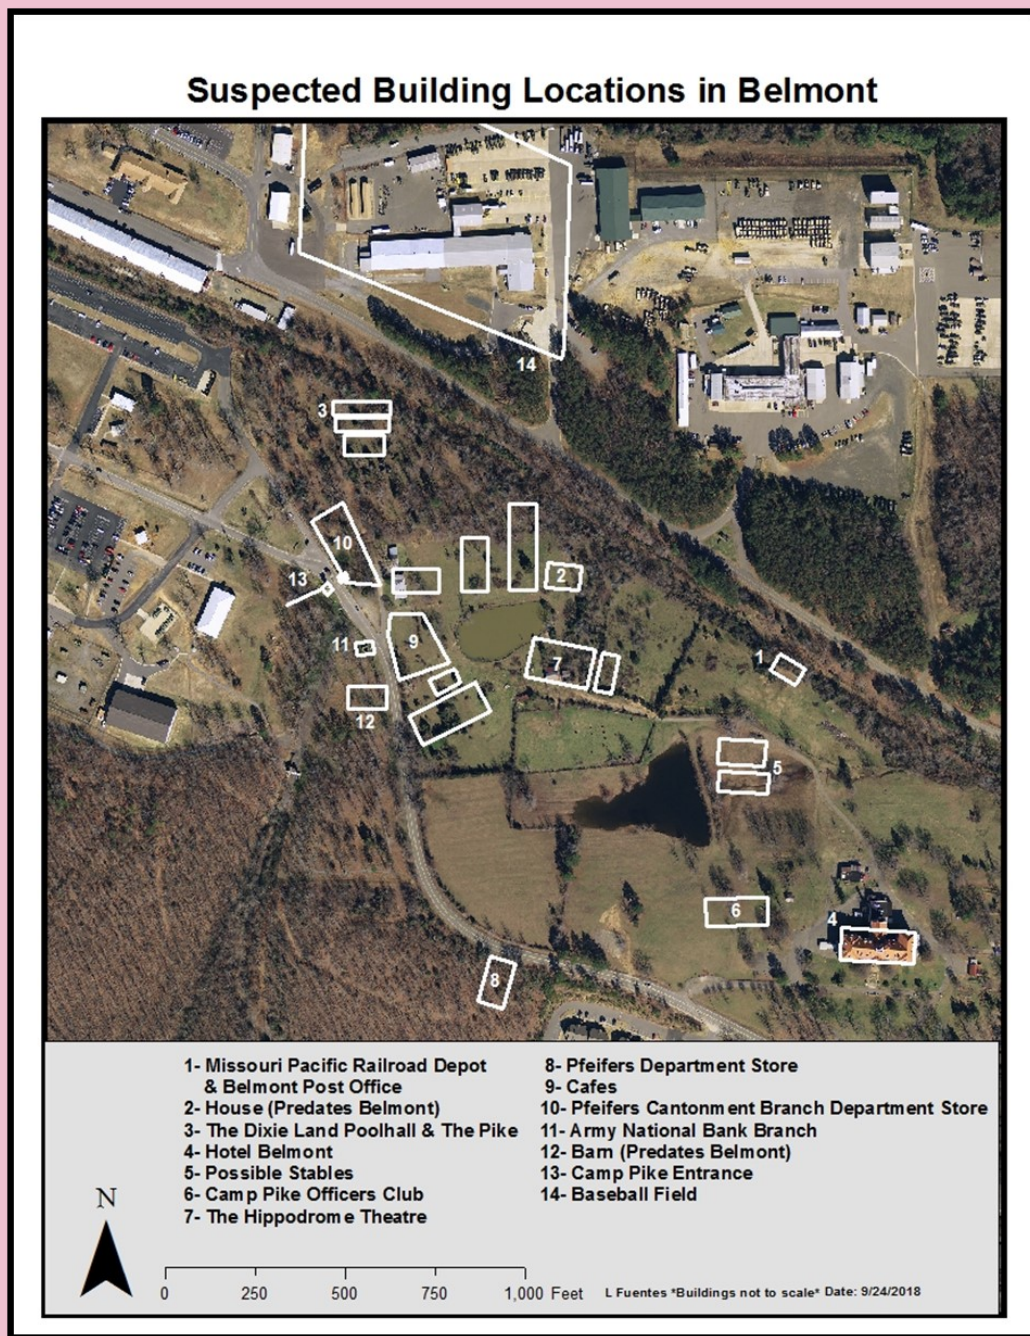 Suspected Building Locations in Belmont
14
3
10
13
2
11
9
7
1
12
5
6
4
8
1- Missouri Pacific Railroad Depot
& Belmont Post Office
2- House (Predates Belmont)
3- The Dixie Land Poolhall & The Pike
4- Hotel Belmont
5- Possible Stables
6- Camp Pike Officers Club
7- The Hippodrome Theatre
8- Pfeifers Department Store
9- Cafes
10- Pfeifers Cantonment Branch Department Store
11- Army National Bank Branch
12- Barn (Predates Belmont)
13- Camp Pike Entrance
14- Baseball Field
N
0 250 500 750 1,000 Feet
L Fuentes *Buildings not to scale* Date: 9/24/2018